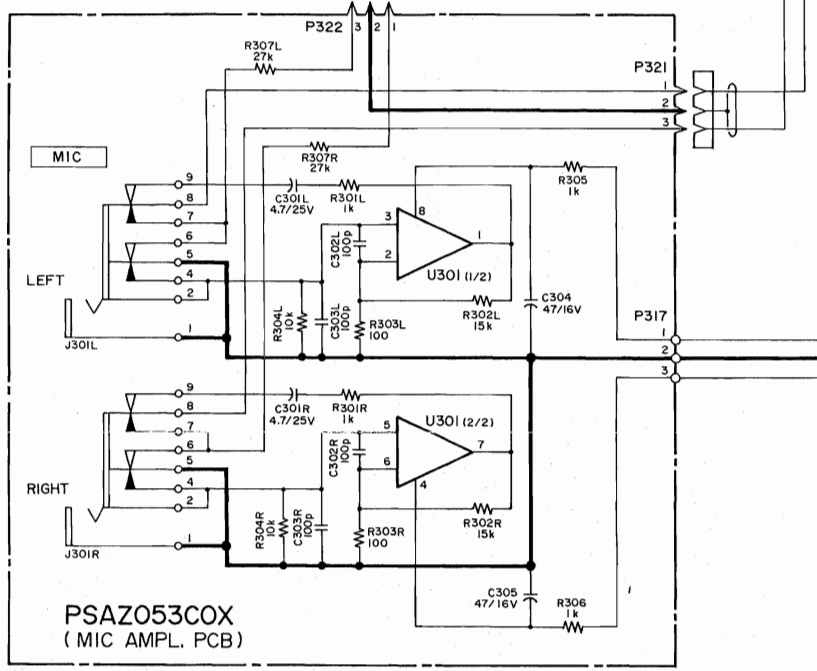 P322 3 2 1
R307L
27k
P321
1
2
3
R307R
27k
MIC
9
8
7
6
5
4
2
1
C301L
4.7/25V
R301L
1k
C302L
100p
3
2
8
1
U301 (1/2)
R305
1k
LEFT
J301L
R304L
10k
C303L
100p
R303L
100
R302L
15k
C304
47/16V
P317
1
2
3
9
8
7
6
5
4
2
1
C301R
4.7/25V
R301R
1k
C302R
100p
5
6
4
7
U301 (2/2)
RIGHT
J301R
R304R
10k
C303R
100p
R303R
100
R302R
15k
C305
47/16V
R306
1k
PSAZ053COX
(MIC AMPL. PCB)